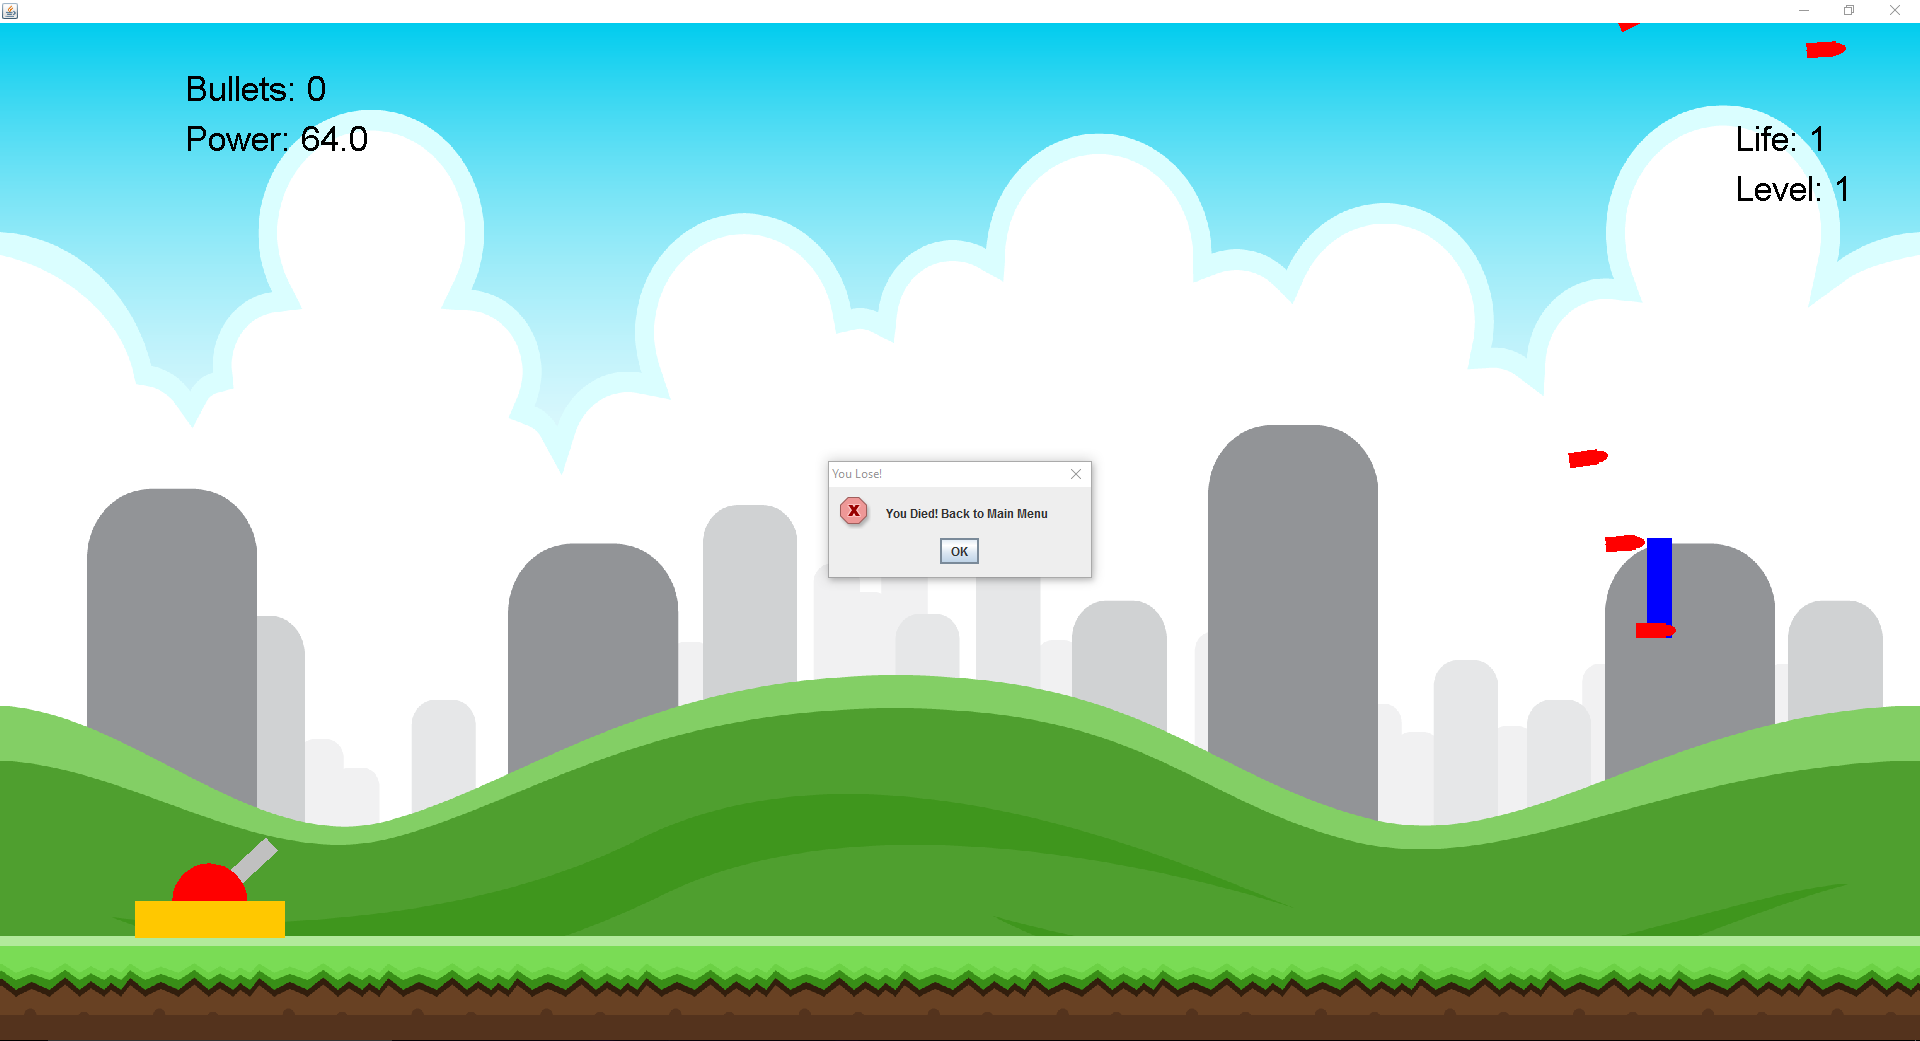 Bullets: 0
Power: 64.0
Life: 1
Level: 1
You Lose!
You Died! Back to Main Menu
OK